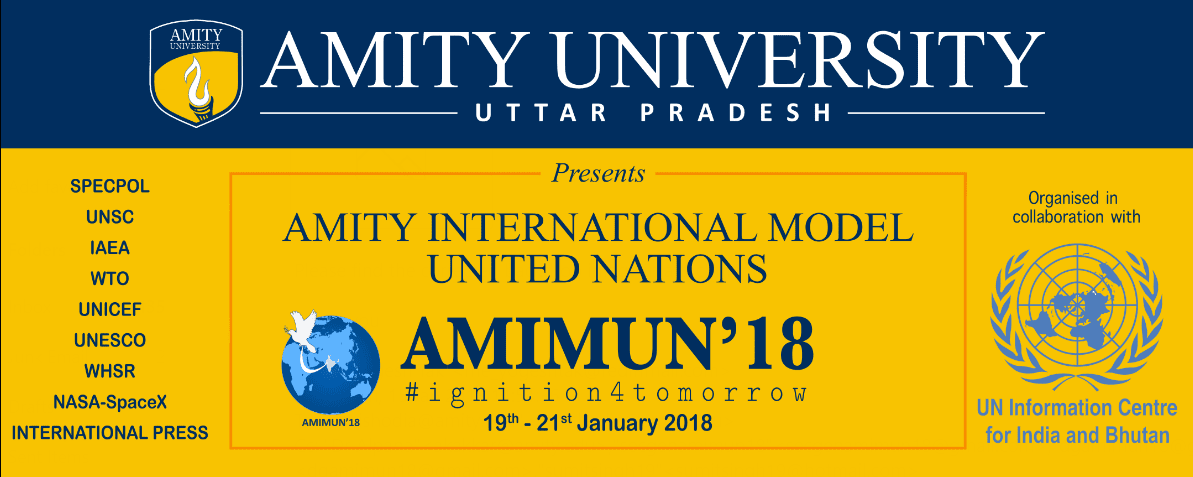 AMITY
UNIVERSITY
AMITY UNIVERSITY
UTTAR PRADESH
SPECPOL
UNSC
IAEA
WTO
UNICEF
UNESCO
WHSR
NASA-SpaceX
INTERNATIONAL PRESS
Presents
AMITY INTERNATIONAL MODEL
UNITED NATIONS
AMIMUN'18
AMIMUN’18
#ignition4tomorrow
19th - 21st January 2018
Organised in
collaboration with
UN Information Centre
for India and Bhutan